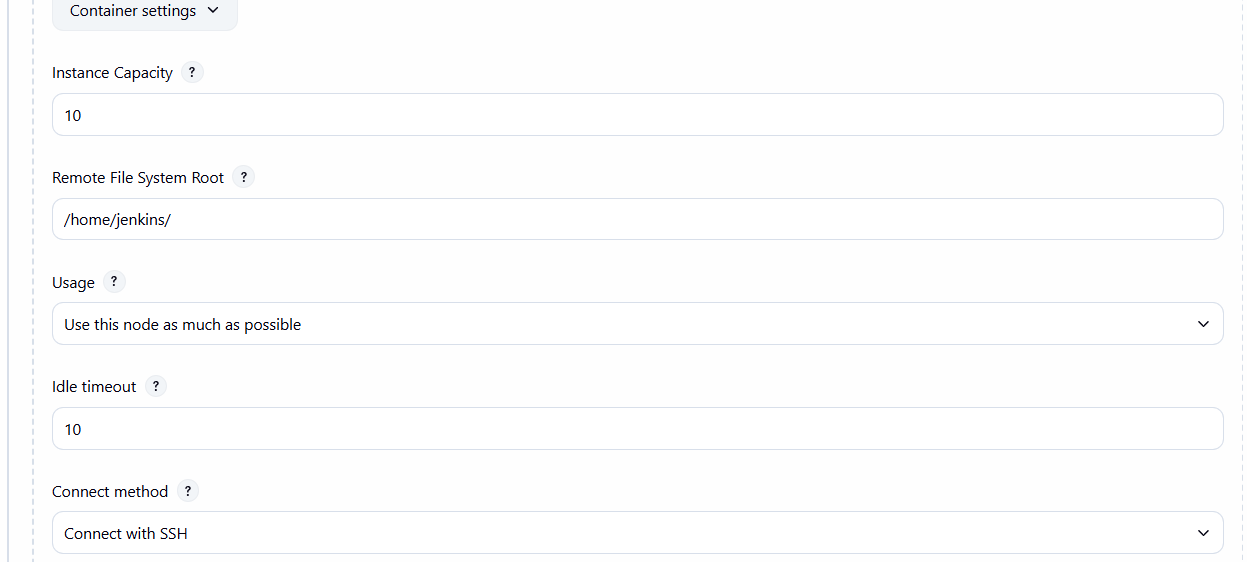 Container settings
Instance Capacity ?
10
Remote File System Root ?
/home/jenkins/
Usage ?
Use this node as much as possible
Idle timeout ?
10
Connect method ?
Connect with SSH